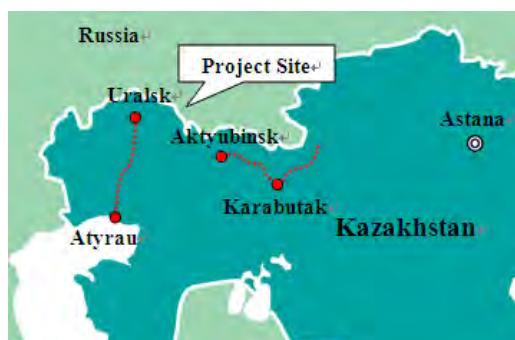 Russia
Project Site
Uralsk
Astana
Aktyubinsk
Karabutak
Kazakhstan
Atyrau